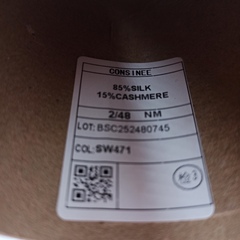 CONSINEE
85%SILK
15%CASHMERE
2/48 NM
LOT: BSC252480745
COL: SW471